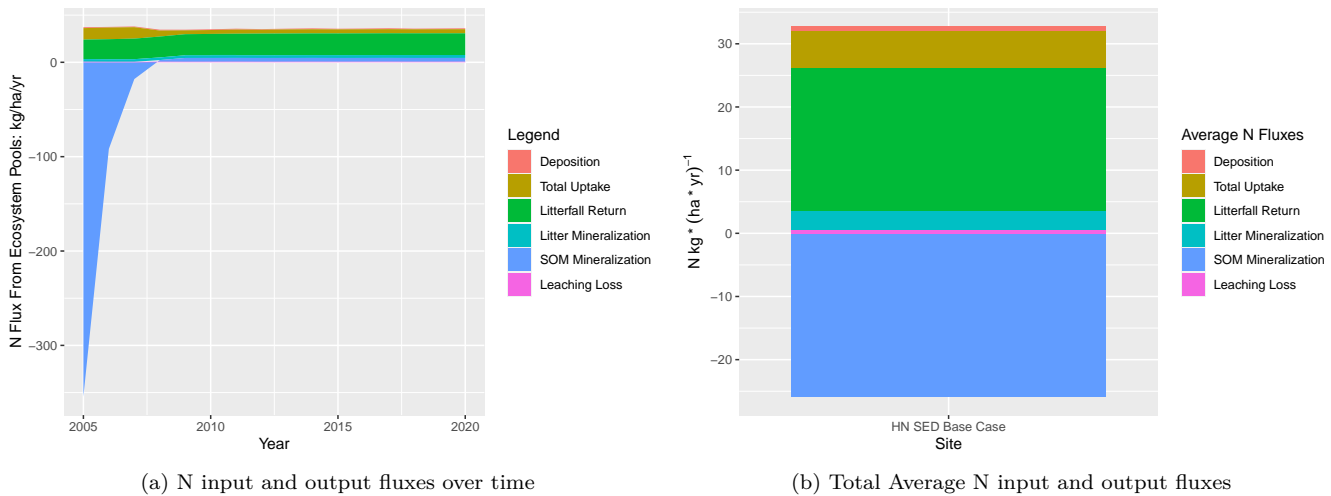 0
−100
−200
−300
N Flux From Ecosystem Pools: kg/ha/yr
2005
2010
2015
2020
Year
Legend
Deposition
Total Uptake
Litterfall Return
Litter Mineralization
SOM Mineralization
Leaching Loss
(a) N input and output fluxes over time
30
20
10
0
−10
−20
N kg * (ha * yr)⁻¹
HN SED Base Case
Site
Average N Fluxes
Deposition
Total Uptake
Litterfall Return
Litter Mineralization
SOM Mineralization
Leaching Loss
(b) Total Average N input and output fluxes